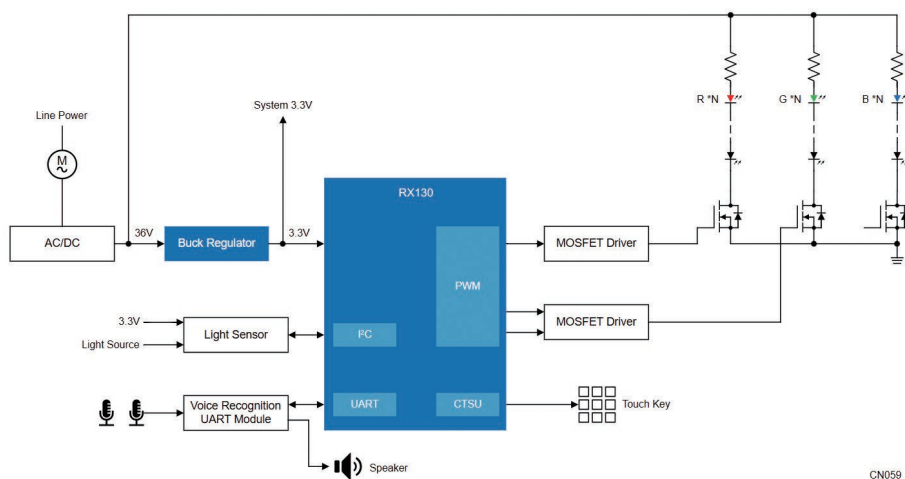 System 3.3V
R *N
G *N
B *N
Line Power
M
RX130
AC/DC
36V
Buck Regulator
3.3V
MOSFET Driver
PWM
3.3V
Light Source
Light Sensor
I²C
MOSFET Driver
Voice Recognition
UART Module
UART
CTSU
Touch Key
Speaker
CN059